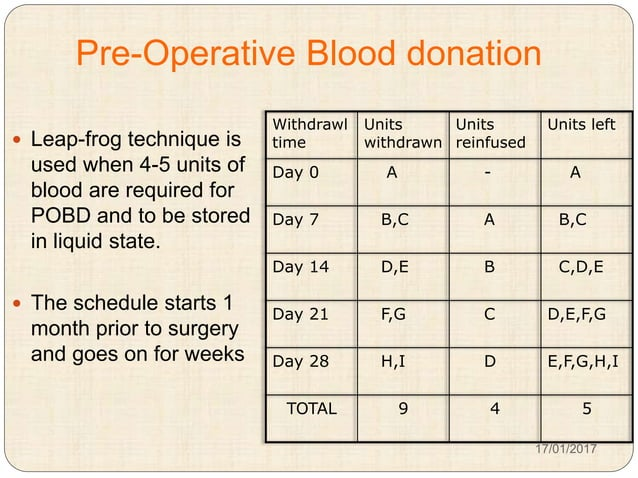 Pre-Operative Blood donation
Leap-frog technique is
used when 4-5 units of
blood are required for
POBD and to be stored
in liquid state.
The schedule starts 1
month prior to surgery
and goes on for weeks
Withdrawl time Units withdrawn Units reinfused Units left
Day 0 A - A
Day 7 B,C A B,C
Day 14 D,E B C,D,E
Day 21 F,G C D,E,F,G
Day 28 H,I D E,F,G,H,I
TOTAL 9 4 5
17/01/2017